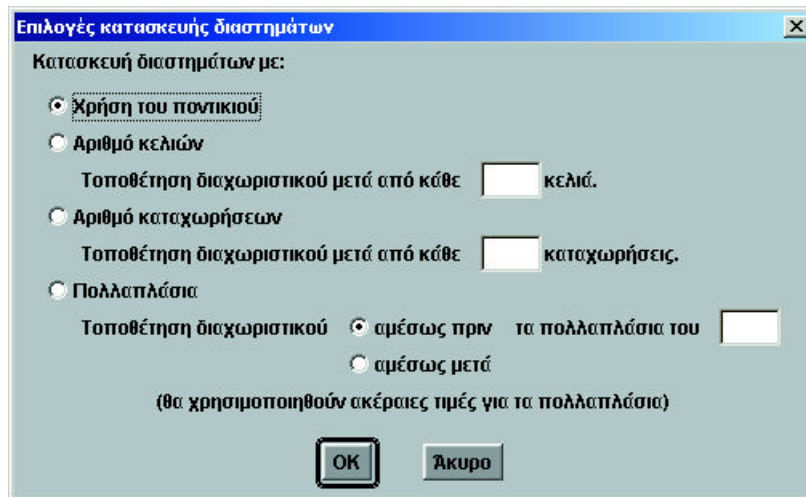 Επιλογές κατασκευής διαστημάτων
Κατασκευή διαστημάτων με:
Χρήση του ποντικιού
Αριθμό κελιών
Τοποθέτηση διαχωριστικού μετά από κάθε κελιά.
Αριθμό καταχωρήσεων
Τοποθέτηση διαχωριστικού μετά από κάθε καταχωρήσεις.
Πολλαπλάσια
Τοποθέτηση διαχωριστικού αμέσως πριν τα πολλαπλάσια του
αμέσως μετά
(θα χρησιμοποιηθούν ακέραιες τιμές για τα πολλαπλάσια)
OK Άκυρο